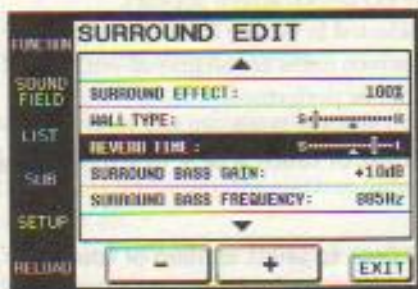 SURROUND EDIT
FUNCTION
SOUND FIELD
LIST
SUB
SETUP
RELOAD
SURROUND EFFECT: 100%
WALL TYPE: S H
REVERB TIME: S L
SURROUND BASS GAIN: +10dB
SURROUND BASS FREQUENCY: 885Hz
- + EXIT